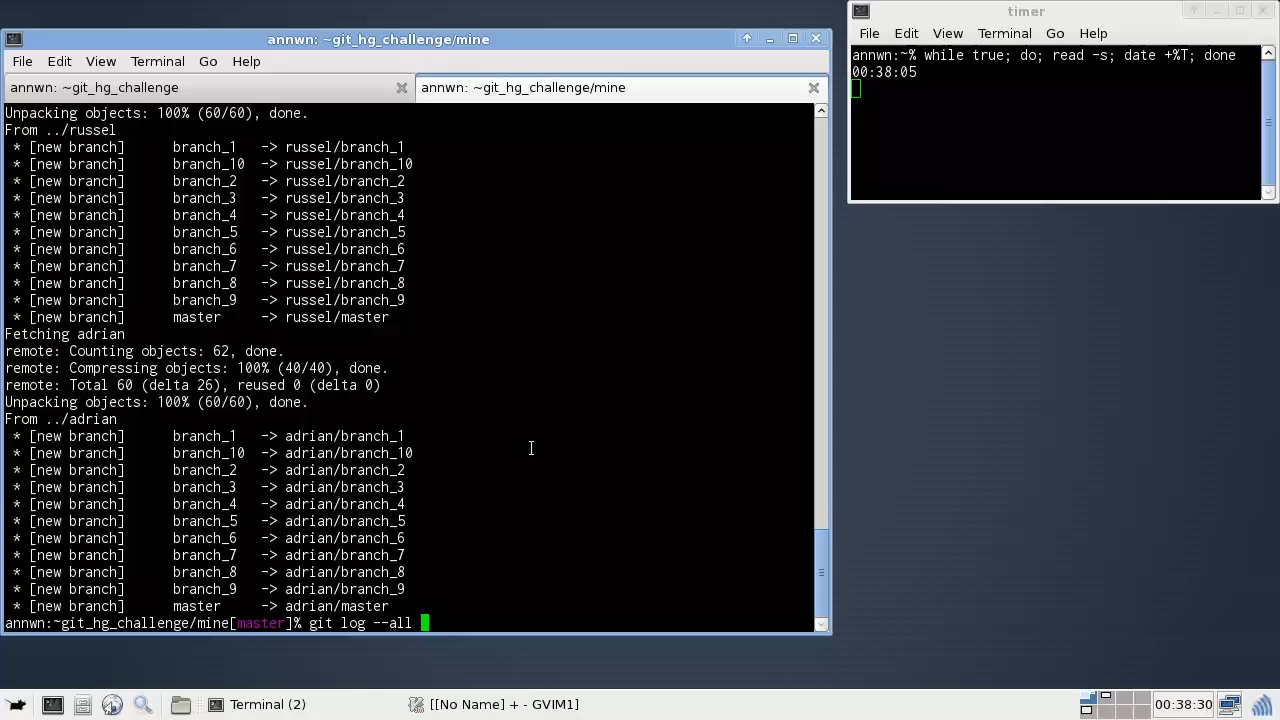 annwn: ~git_hg_challenge/mine
File Edit View Terminal Go Help
annwn: ~git_hg_challenge
annwn: ~git_hg_challenge/mine
Unpacking objects: 100% (60/60), done.
From ../russel
* [new branch] branch_1 -> russel/branch_1
* [new branch] branch_10 -> russel/branch_10
* [new branch] branch_2 -> russel/branch_2
* [new branch] branch_3 -> russel/branch_3
* [new branch] branch_4 -> russel/branch_4
* [new branch] branch_5 -> russel/branch_5
* [new branch] branch_6 -> russel/branch_6
* [new branch] branch_7 -> russel/branch_7
* [new branch] branch_8 -> russel/branch_8
* [new branch] branch_9 -> russel/branch_9
* [new branch] master -> russel/master
Fetching adrian
remote: Counting objects: 62, done.
remote: Compressing objects: 100% (40/40), done.
remote: Total 60 (delta 26), reused 0 (delta 0)
Unpacking objects: 100% (60/60), done.
From ../adrian
* [new branch] branch_1 -> adrian/branch_1
* [new branch] branch_10 -> adrian/branch_10
* [new branch] branch_2 -> adrian/branch_2
* [new branch] branch_3 -> adrian/branch_3
* [new branch] branch_4 -> adrian/branch_4
* [new branch] branch_5 -> adrian/branch_5
* [new branch] branch_6 -> adrian/branch_6
* [new branch] branch_7 -> adrian/branch_7
* [new branch] branch_8 -> adrian/branch_8
* [new branch] branch_9 -> adrian/branch_9
* [new branch] master -> adrian/master
annwn:~git_hg_challenge/mine[master]% git log --all
timer
File Edit View Terminal Go Help
annwn:~% while true; do; read -s; date +%T; done
00:38:05
Terminal (2)
[[No Name] + - GVIM1]
00:38:30